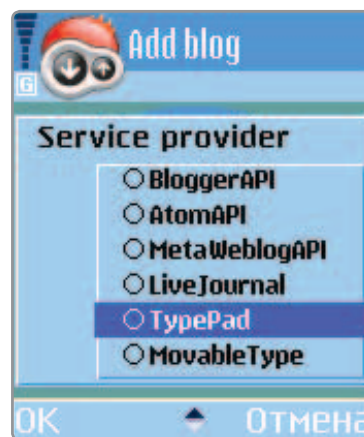 Add blog
G
Service provider
BloggerAPI
AtomAPI
MetaWeblogAPI
LiveJournal
TypePad
MovableType
OK Отмена